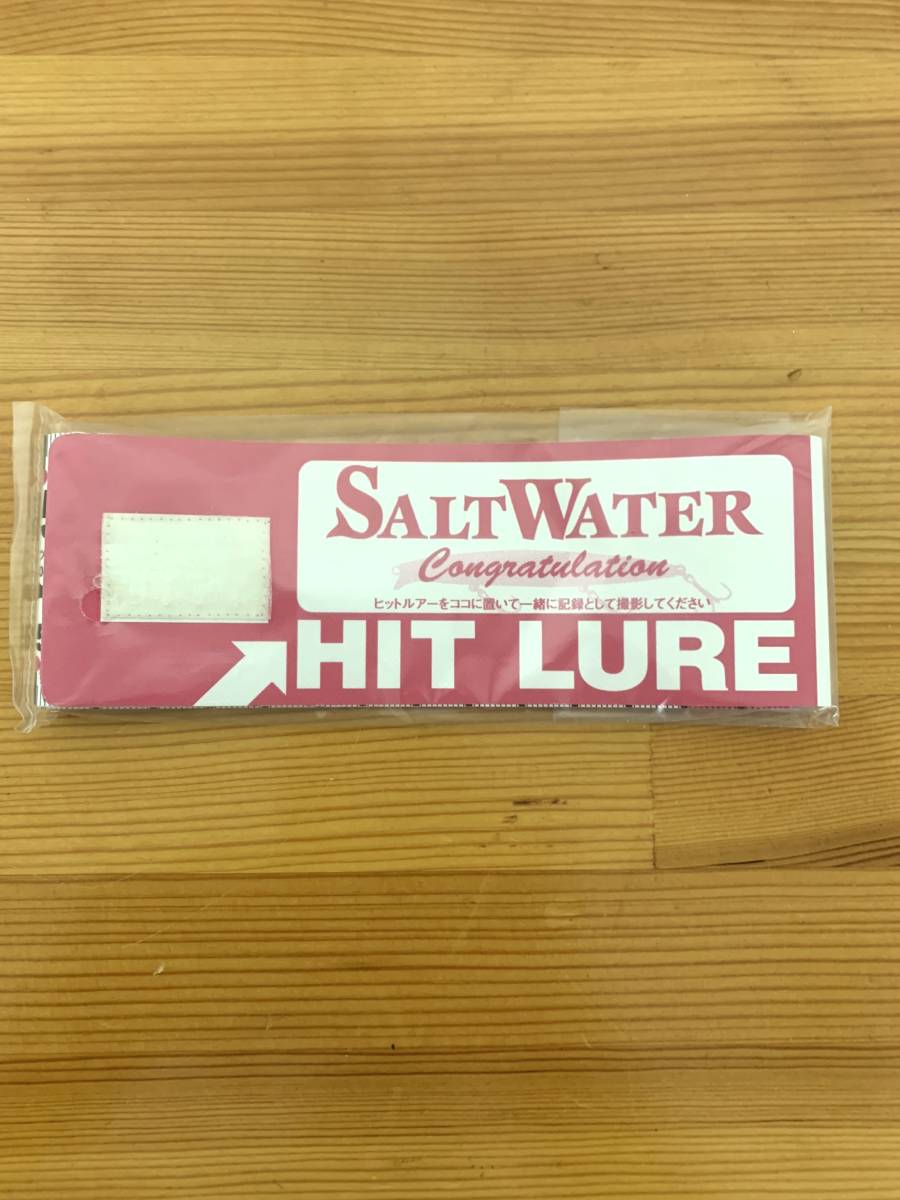 SALTWATER
Congratulation
ヒットルアーをココに置いて一緒に記録として撮影してください
HIT LURE